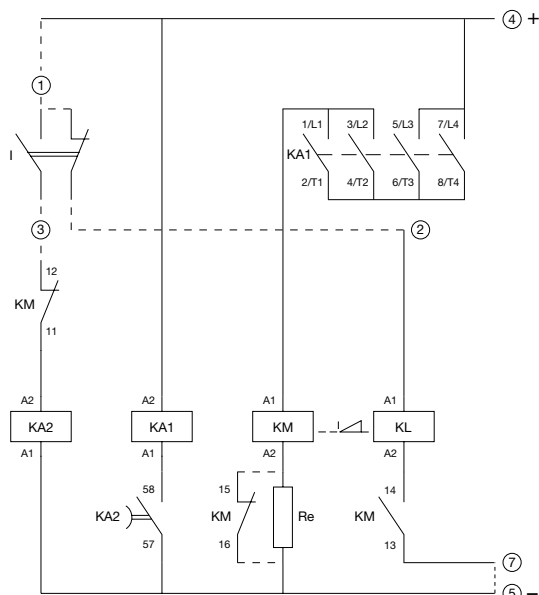 4 +
1
1/L1 3/L2 5/L3 7/L4
I
KA1
2/T1 4/T2 6/T3 8/T4
3
2
12
KM
11
A2 A2 A1 A1
KA2 KA1 KM I KL
A1 A1 A2 A2
58 15 14
KA2 KM Re KM
57 16 13
7
5 –